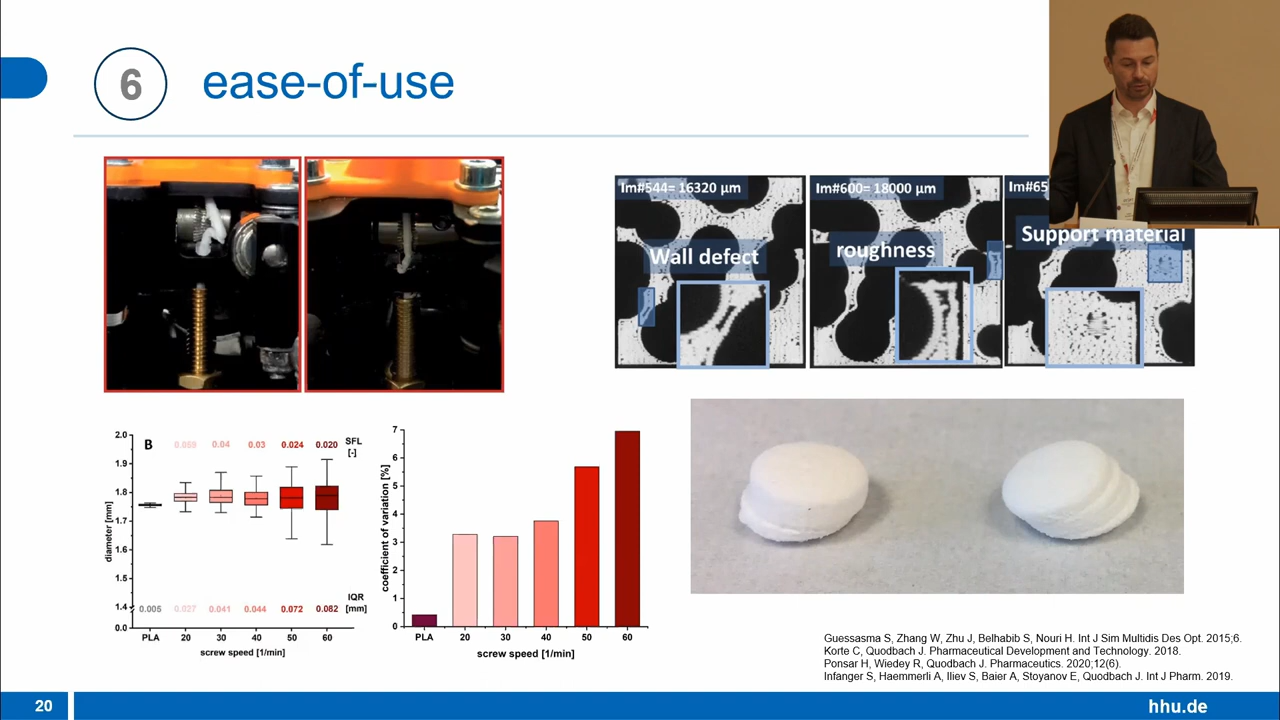 6
ease-of-use
Im#544= 16320 µm
Wall defect
Im#600= 18000 µm
roughness
Im#65
Support material
B
2.0
1.9
1.8
1.7
1.6
1.5
1.4
0.0
diameter [mm]
0.059 0.04 0.03 0.024 0.020
SFL
[-]
0.005 0.027 0.041 0.044 0.072 0.082
IQR
[mm]
PLA 20 30 40 50 60
screw speed [1/min]
7
6
5
4
3
2
1
0
coefficient of variation [%]
PLA 20 30 40 50 60
screw speed [1/min]
Guessasma S, Zhang W, Zhu J, Belhabib S, Nouri H. Int J Sim Multidis Des Opt. 2015;6.
Korte C, Quodbach J. Pharmaceutical Development and Technology. 2018.
Ponsar H, Wiedey R, Quodbach J. Pharmaceutics. 2020;12(6).
Infanger S, Haemmerli A, Iliev S, Baier A, Stoyanov E, Quodbach J. Int J Pharm. 2019.
20
hhu.de